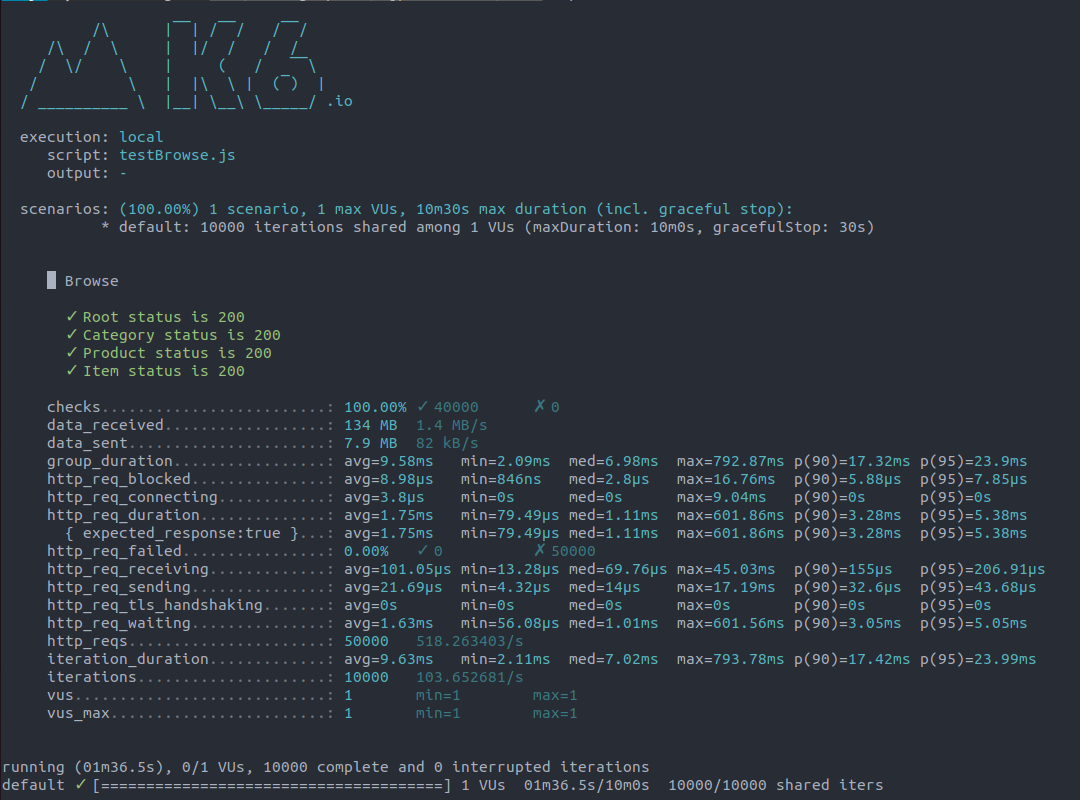 /\      |‾‾| /‾‾/   /‾‾/
     /\  /  \     |  |/  /   /  /
    /  \/    \    |     (   /   ‾‾\
   /          \   |  |\  \ |  (‾)  |
  / __________ \  |__| \__\ \_____/ .io
execution: local
script: testBrowse.js
output: -
scenarios: (100.00%) 1 scenario, 1 max VUs, 10m30s max duration (incl. graceful stop):
* default: 10000 iterations shared among 1 VUs (maxDuration: 10m0s, gracefulStop: 30s)
█ Browse
✓ Root status is 200
✓ Category status is 200
✓ Product status is 200
✓ Item status is 200
checks.........................: 100.00% ✓ 40000 ✗ 0
data_received..................: 134 MB 1.4 MB/s
data_sent......................: 7.9 MB 82 kB/s
group_duration.................: avg=9.58ms min=2.09ms med=6.98ms max=792.87ms p(90)=17.32ms p(95)=23.9ms
http_req_blocked...............: avg=8.98µs min=846ns med=2.8µs max=16.76ms p(90)=5.88µs p(95)=7.85µs
http_req_connecting............: avg=3.8µs min=0s med=0s max=9.04ms p(90)=0s p(95)=0s
http_req_duration..............: avg=1.75ms min=79.49µs med=1.11ms max=601.86ms p(90)=3.28ms p(95)=5.38ms
{ expected_response:true }...: avg=1.75ms min=79.49µs med=1.11ms max=601.86ms p(90)=3.28ms p(95)=5.38ms
http_req_failed................: 0.00% ✓ 0 ✗ 50000
http_req_receiving.............: avg=101.05µs min=13.28µs med=69.76µs max=45.03ms p(90)=155µs p(95)=206.91µs
http_req_sending...............: avg=21.69µs min=4.32µs med=14µs max=17.19ms p(90)=32.6µs p(95)=43.68µs
http_req_tls_handshaking.......: avg=0s min=0s med=0s max=0s p(90)=0s p(95)=0s
http_req_waiting...............: avg=1.63ms min=56.08µs med=1.01ms max=601.56ms p(90)=3.05ms p(95)=5.05ms
http_reqs......................: 50000 518.263403/s
iteration_duration.............: avg=9.63ms min=2.11ms med=7.02ms max=793.78ms p(90)=17.42ms p(95)=23.99ms
iterations.....................: 10000 103.652681/s
vus............................: 1 min=1 max=1
vus_max........................: 1 min=1 max=1
running (01m36.5s), 0/1 VUs, 10000 complete and 0 interrupted iterations
default ✓ [======================================] 1 VUs 01m36.5s/10m0s 10000/10000 shared iters